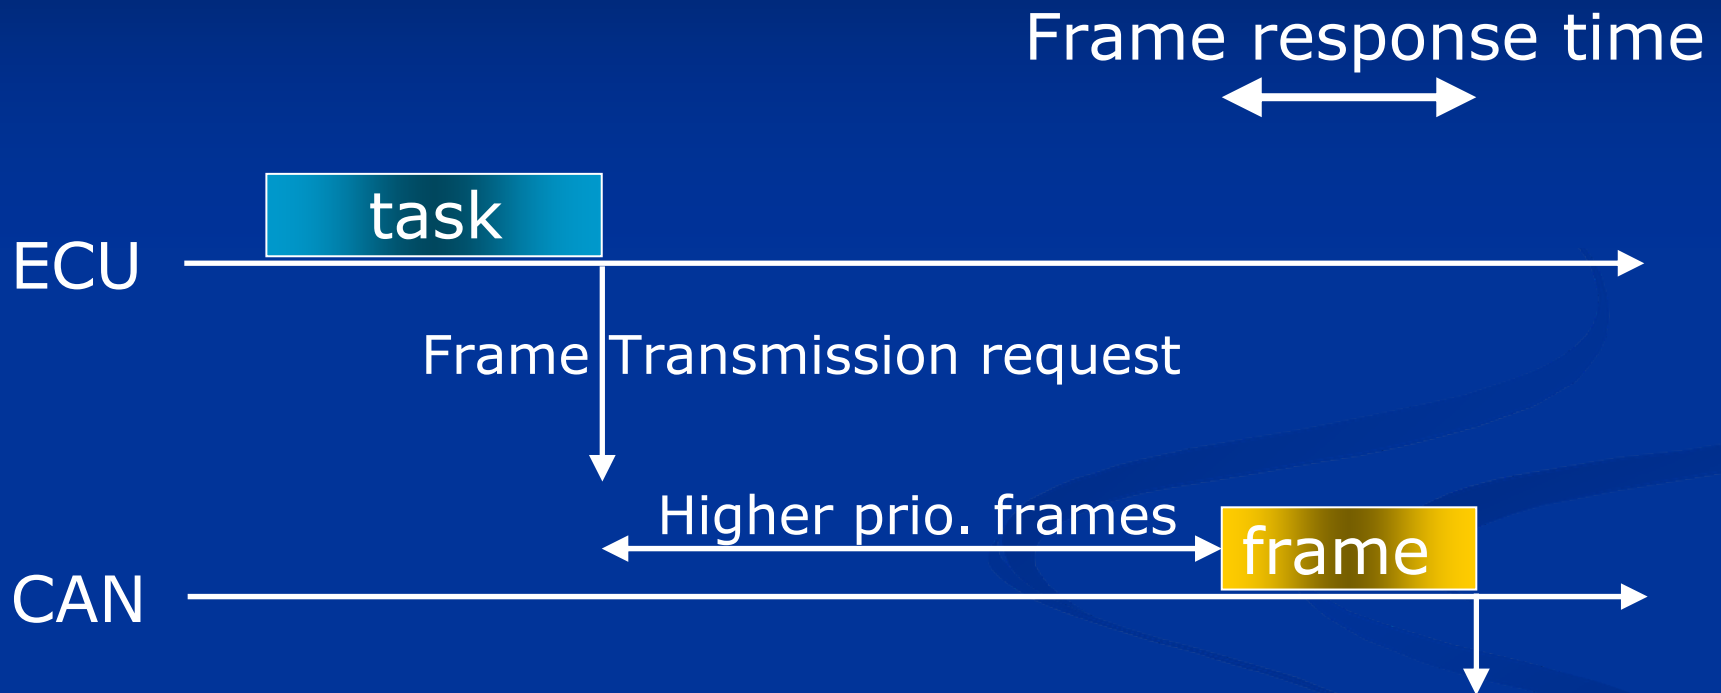 Frame response time
task
ECU
Frame Transmission request
Higher prio. frames
frame
CAN